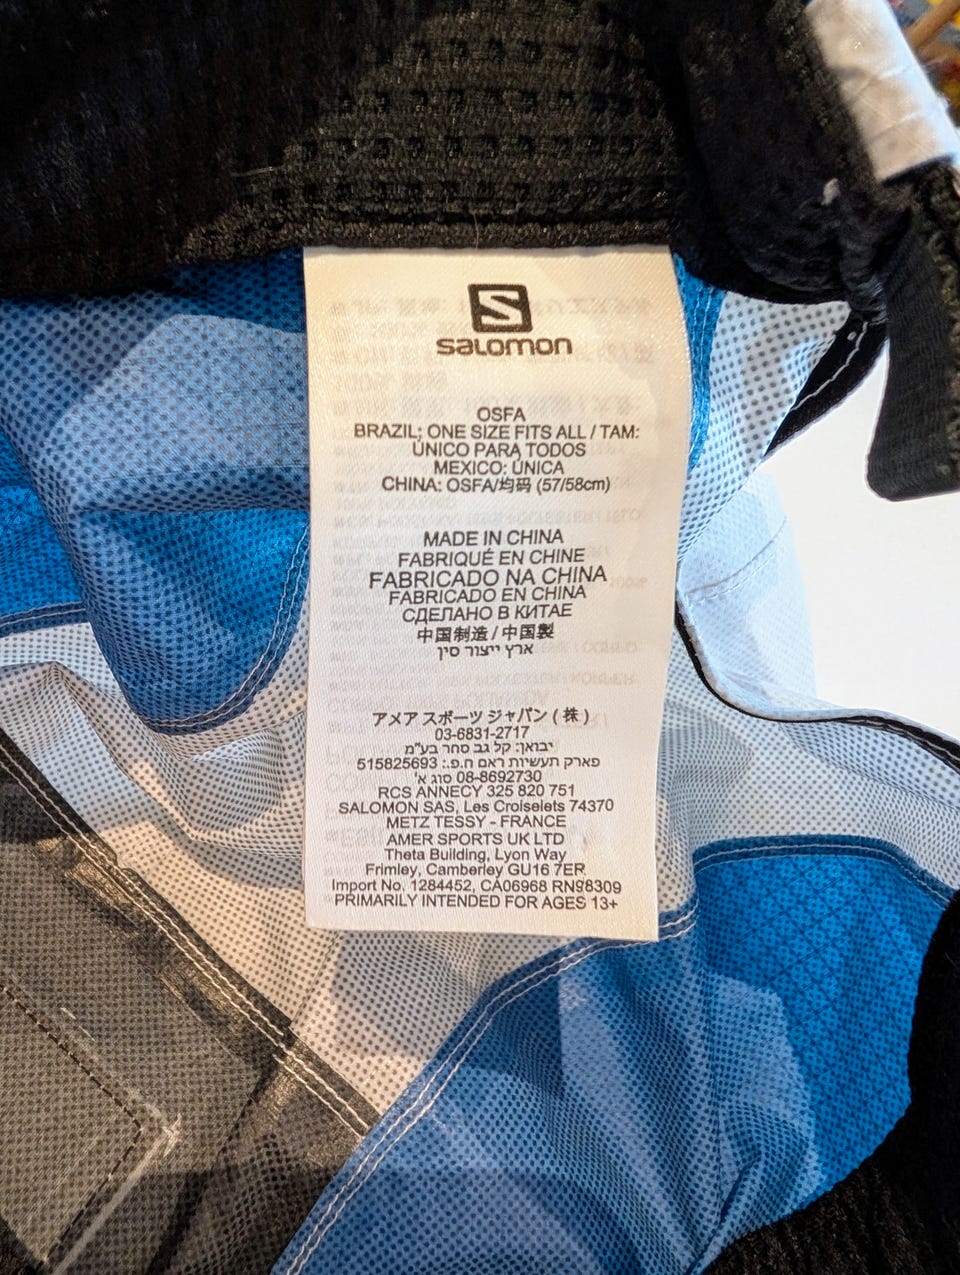 S
SALOMON
OSFA
BRAZIL: ONE SIZE FITS ALL / TAM:
ÚNICO PARA TODOS
MEXICO: ÚNICA
CHINA: OSFA/均码 (57/58cm)
MADE IN CHINA
FABRIQUÉ EN CHINE
FABRICADO NA CHINA
FABRICADO EN CHINA
СДЕЛАНО В КИТАЕ
中国制造 / 中国製
ארץ ייצור סין
アメア スポーツ ジャパン ( 株 )
03-6831-2717
יבואן: קל גב סחר בע"מ
פארק תעשיות ראם ח.פ.: 515825693
08-8692730 סוג א'
RCS ANNECY 325 820 751
SALOMON SAS, Les Croiselets 74370
METZ TESSY - FRANCE
AMER SPORTS UK LTD
Theta Building, Lyon Way
Frimley, Camberley GU16 7ER
Import No. 1284452, CA06968 RN98309
PRIMARILY INTENDED FOR AGES 13+